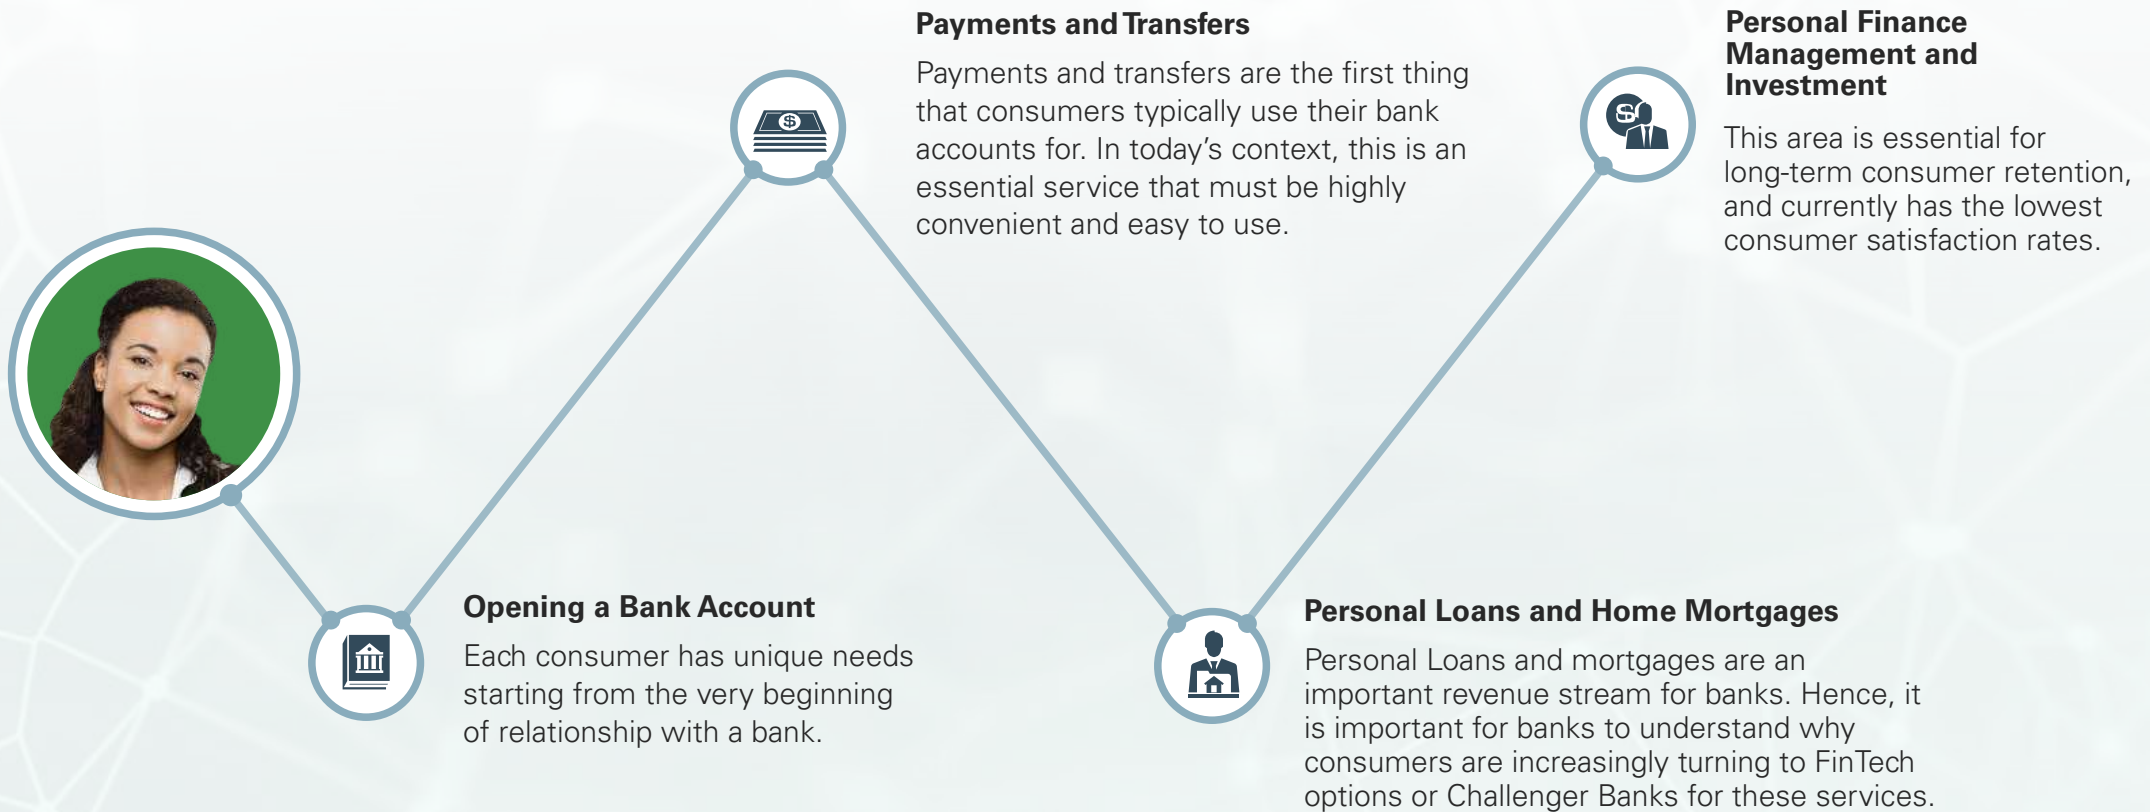 Payments and Transfers
Payments and transfers are the first thing
that consumers typically use their bank
accounts for. In today's context, this is an
essential service that must be highly
convenient and easy to use.
Personal Finance
Management and
Investment
This area is essential for
long-term consumer retention,
and currently has the lowest
consumer satisfaction rates.
Opening a Bank Account
Each consumer has unique needs
starting from the very beginning
of relationship with a bank.
Personal Loans and Home Mortgages
Personal Loans and mortgages are an
important revenue stream for banks. Hence, it
is important for banks to understand why
consumers are increasingly turning to FinTech
options or Challenger Banks for these services.